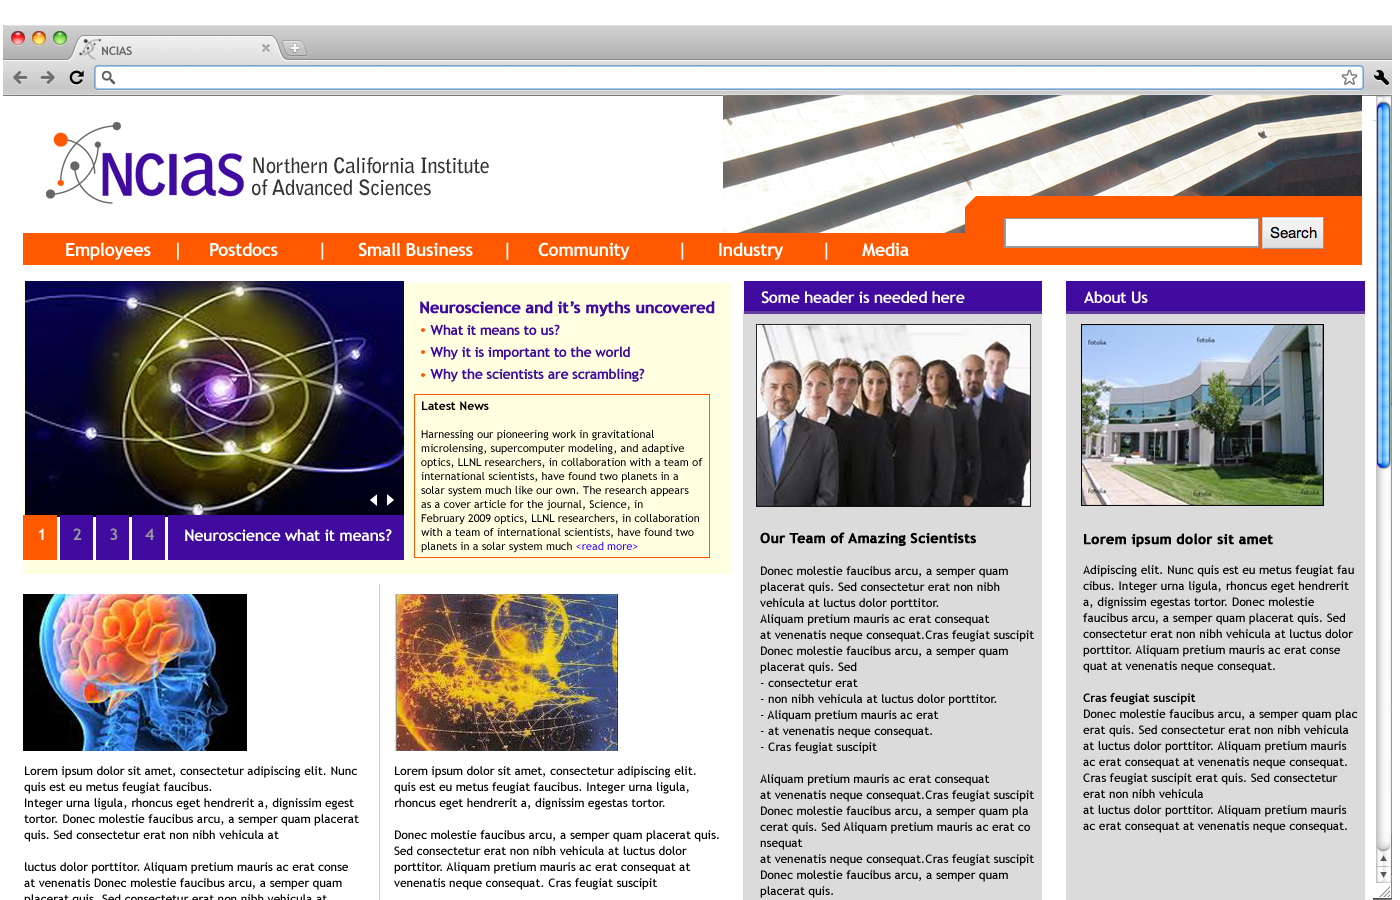 NCIAS
NCIAS Northern California Institute
of Advanced Sciences
Search
Employees | Postdocs | Small Business | Community | Industry | Media
Neuroscience and it's myths uncovered
• What it means to us?
• Why it is important to the world
• Why the scientists are scrambling?
Latest News
Harnessing our pioneering work in gravitational
microlensing, supercomputer modeling, and adaptive
optics, LLNL researchers, in collaboration with a team of
international scientists, have found two planets in a
solar system much like our own. The research appears
as a cover article for the journal, Science, in
February 2009 optics, LLNL researchers, in collaboration
with a team of international scientists, have found two
planets in a solar system much <read more>
1 2 3 4 Neuroscience what it means?
Lorem ipsum dolor sit amet, consectetur adipiscing elit. Nunc
quis est eu metus feugiat faucibus.
Integer urna ligula, rhoncus eget hendrerit a, dignissim egest
tortor. Donec molestie faucibus arcu, a semper quam placerat
quis. Sed consectetur erat non nibh vehicula at
luctus dolor porttitor. Aliquam pretium mauris ac erat conse
at venenatis Donec molestie faucibus arcu, a semper quam
placerat quis. Sed consectetur erat non nibh vehicula at
Lorem ipsum dolor sit amet, consectetur adipiscing elit.
quis est eu metus feugiat faucibus. Integer urna ligula,
rhoncus eget hendrerit a, dignissim egestas tortor.
Donec molestie faucibus arcu, a semper quam placerat quis.
Sed consectetur erat non nibh vehicula at luctus dolor
porttitor. Aliquam pretium mauris ac erat consequat at
venenatis neque consequat. Cras feugiat suscipit
Some header is needed here
Our Team of Amazing Scientists
Donec molestie faucibus arcu, a semper quam
placerat quis. Sed consectetur erat non nibh
vehicula at luctus dolor porttitor.
Aliquam pretium mauris ac erat consequat
at venenatis neque consequat.Cras feugiat suscipit
Donec molestie faucibus arcu, a semper quam
placerat quis. Sed
- consectetur erat
- non nibh vehicula at luctus dolor porttitor.
- Aliquam pretium mauris ac erat
- at venenatis neque consequat.
- Cras feugiat suscipit
Aliquam pretium mauris ac erat consequat
at venenatis neque consequat.Cras feugiat suscipit
Donec molestie faucibus arcu, a semper quam pla
cerat quis. Sed Aliquam pretium mauris ac erat co
nsequat
at venenatis neque consequat.Cras feugiat suscipit
Donec molestie faucibus arcu, a semper quam
placerat quis.
About Us
fotolia
fotolia
fotolia
fotolia
fotolia
fotolia
Lorem ipsum dolor sit amet
Adipiscing elit. Nunc quis est eu metus feugiat fau
cibus. Integer urna ligula, rhoncus eget hendrerit
a, dignissim egestas tortor. Donec molestie
faucibus arcu, a semper quam placerat quis. Sed
consectetur erat non nibh vehicula at luctus dolor
porttitor. Aliquam pretium mauris ac erat conse
quat at venenatis neque consequat.
Cras feugiat suscipit
Donec molestie faucibus arcu, a semper quam plac
erat quis. Sed consectetur erat non nibh vehicula
at luctus dolor porttitor. Aliquam pretium mauris
ac erat consequat at venenatis neque consequat.
Cras feugiat suscipit erat quis. Sed consectetur
erat non nibh vehicula
at luctus dolor porttitor. Aliquam pretium mauris
ac erat consequat at venenatis neque consequat.